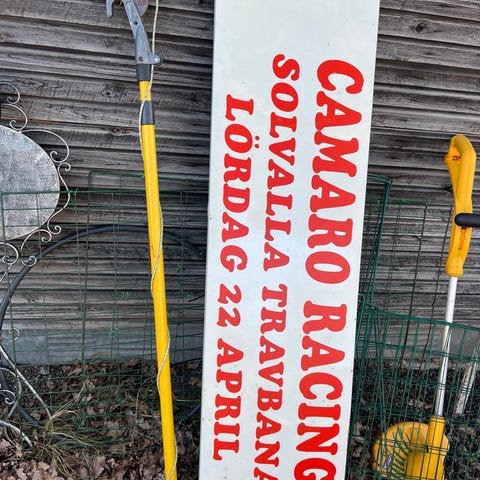 CAMARO RACING
SOLVALLA TRAVBANA
LÖRDAG 22 APRIL